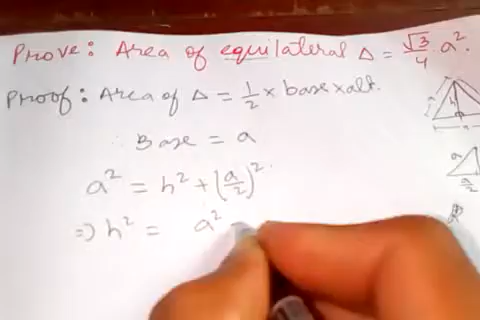 Prove: Area of equilateral Δ = √3/4 a².
Proof: Area of Δ = 1/2 × base × alt.
Base = a
a² = h² + (a/2)²
⇒ h² = a² -
a
h
a
a/2